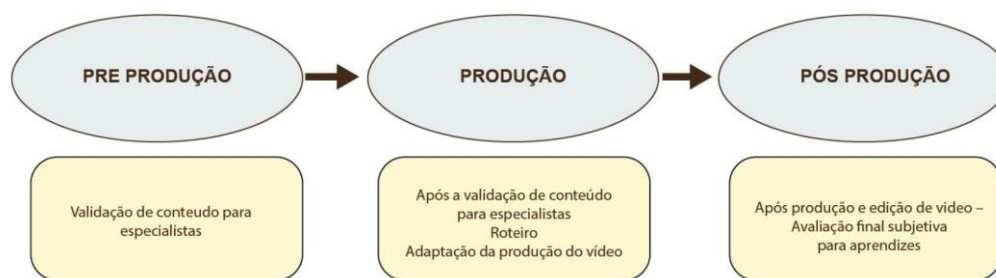 PRE PRODUÇÃO
PRODUÇÃO
PÓS PRODUÇÃO
Validação de conteudo para
especialistas
Após a validação de conteúdo
para especialistas
Roteiro
Adaptação da produção do vídeo
Após produção e edição de video –
Avaliação final subjetiva
para aprendizes